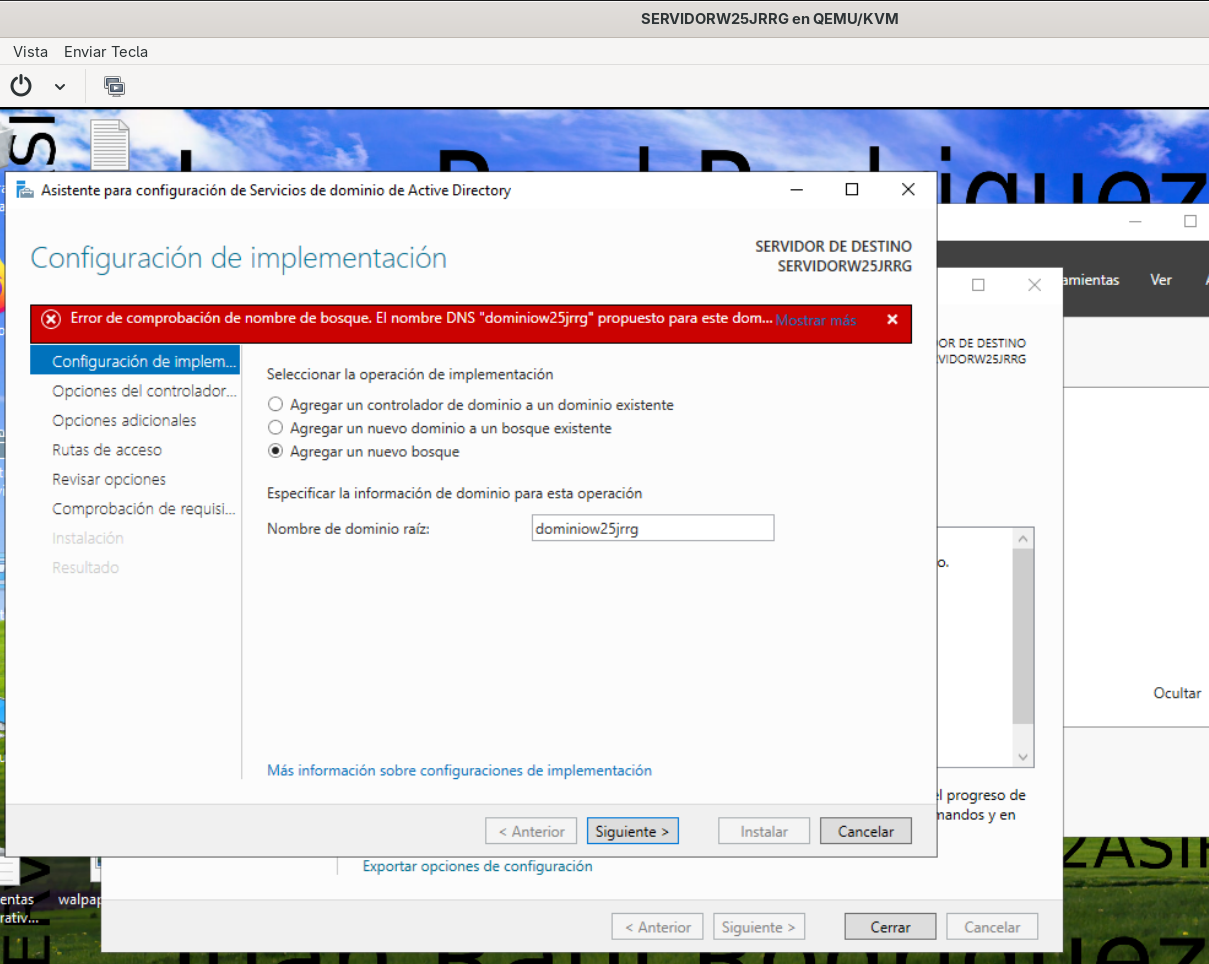 SERVIDORW25JRRG en QEMU/KVM
Vista Enviar Tecla
Asistente para configuración de Servicios de dominio de Active Directory
Configuración de implementación
SERVIDOR DE DESTINO
SERVIDORW25JRRG
Error de comprobación de nombre de bosque. El nombre DNS "dominiow25jrrg" propuesto para este dom... Mostrar más
Configuración de implem...
Opciones del controlador...
Opciones adicionales
Rutas de acceso
Revisar opciones
Comprobación de requisi...
Instalación
Resultado
Seleccionar la operación de implementación
Agregar un controlador de dominio a un dominio existente
Agregar un nuevo dominio a un bosque existente
Agregar un nuevo bosque
Especificar la información de dominio para esta operación
Nombre de dominio raíz: dominiow25jrrg
Más información sobre configuraciones de implementación
< Anterior Siguiente > Instalar Cancelar
amientas Ver
OR DE DESTINO
VIDORW25JRRG
o.
Ocultar
el progreso de
mandos y en
Exportar opciones de configuración
< Anterior Siguiente > Cerrar Cancelar
entas
rativ...
walpap